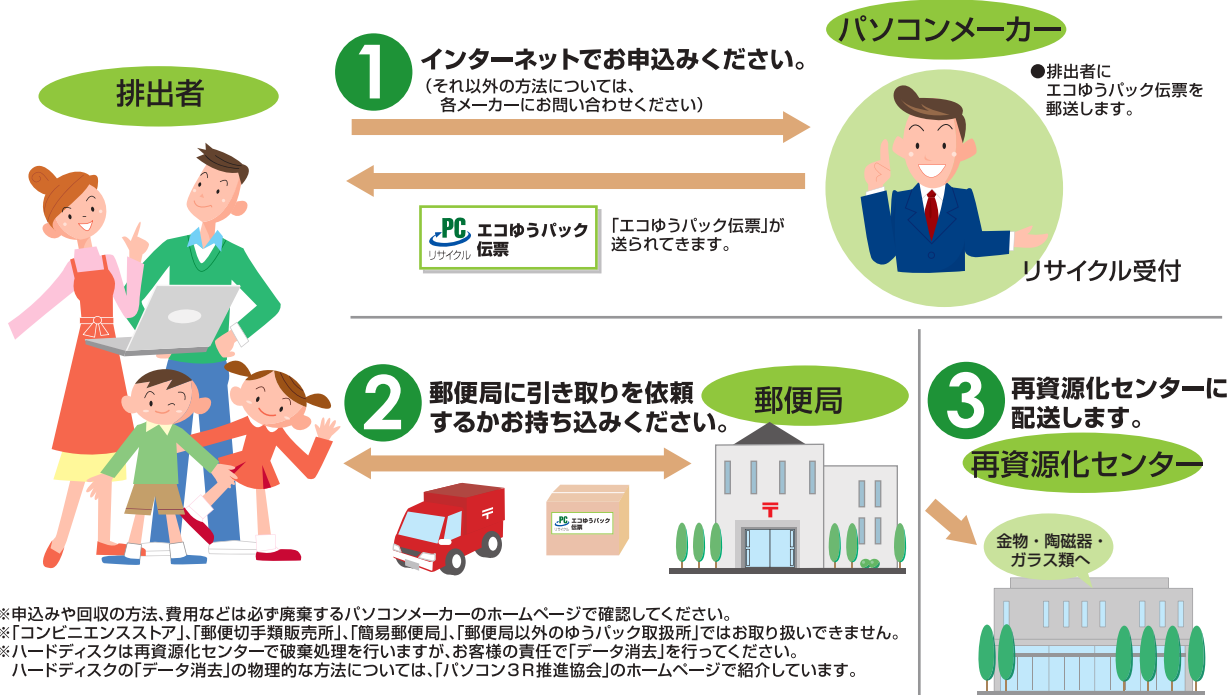 排出者
1
インターネットでお申込みください。
（それ以外の方法については、
各メーカーにお問い合わせください）
パソコンメーカー
●排出者に
エコゆうパック伝票を
郵送します。
PC
リサイクル
エコゆうパック
伝票
「エコゆうパック伝票」が
送られてきます。
リサイクル受付
2
郵便局に引き取りを依頼
するかお持ち込みください。
郵便局
〒
〒
PC
リサイクル
エコゆうパック
伝票
3
再資源化センターに
配送します。
再資源化センター
金物・陶磁器・
ガラス類へ
※申込みや回収の方法、費用などは必ず廃棄するパソコンメーカーのホームページで確認してください。
※「コンビニエンスストア」、「郵便切手類販売所」、「簡易郵便局」、「郵便局以外のゆうパック取扱所」ではお取り扱いできません。
※ハードディスクは再資源化センターで破棄処理を行いますが、お客様の責任で「データ消去」を行ってください。
ハードディスクの「データ消去」の物理的な方法については、「パソコン３Ｒ推進協会」のホームページで紹介しています。